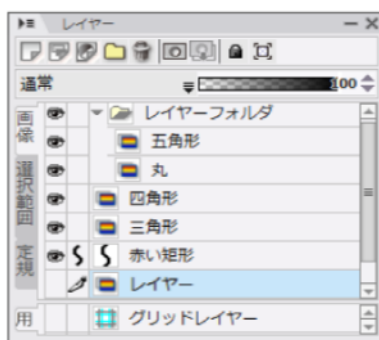 レイヤー
通常
100
画像
レイヤーフォルダ
五角形
丸
選択範囲
四角形
三角形
定規
赤い矩形
レイヤー
用
グリッドレイヤー